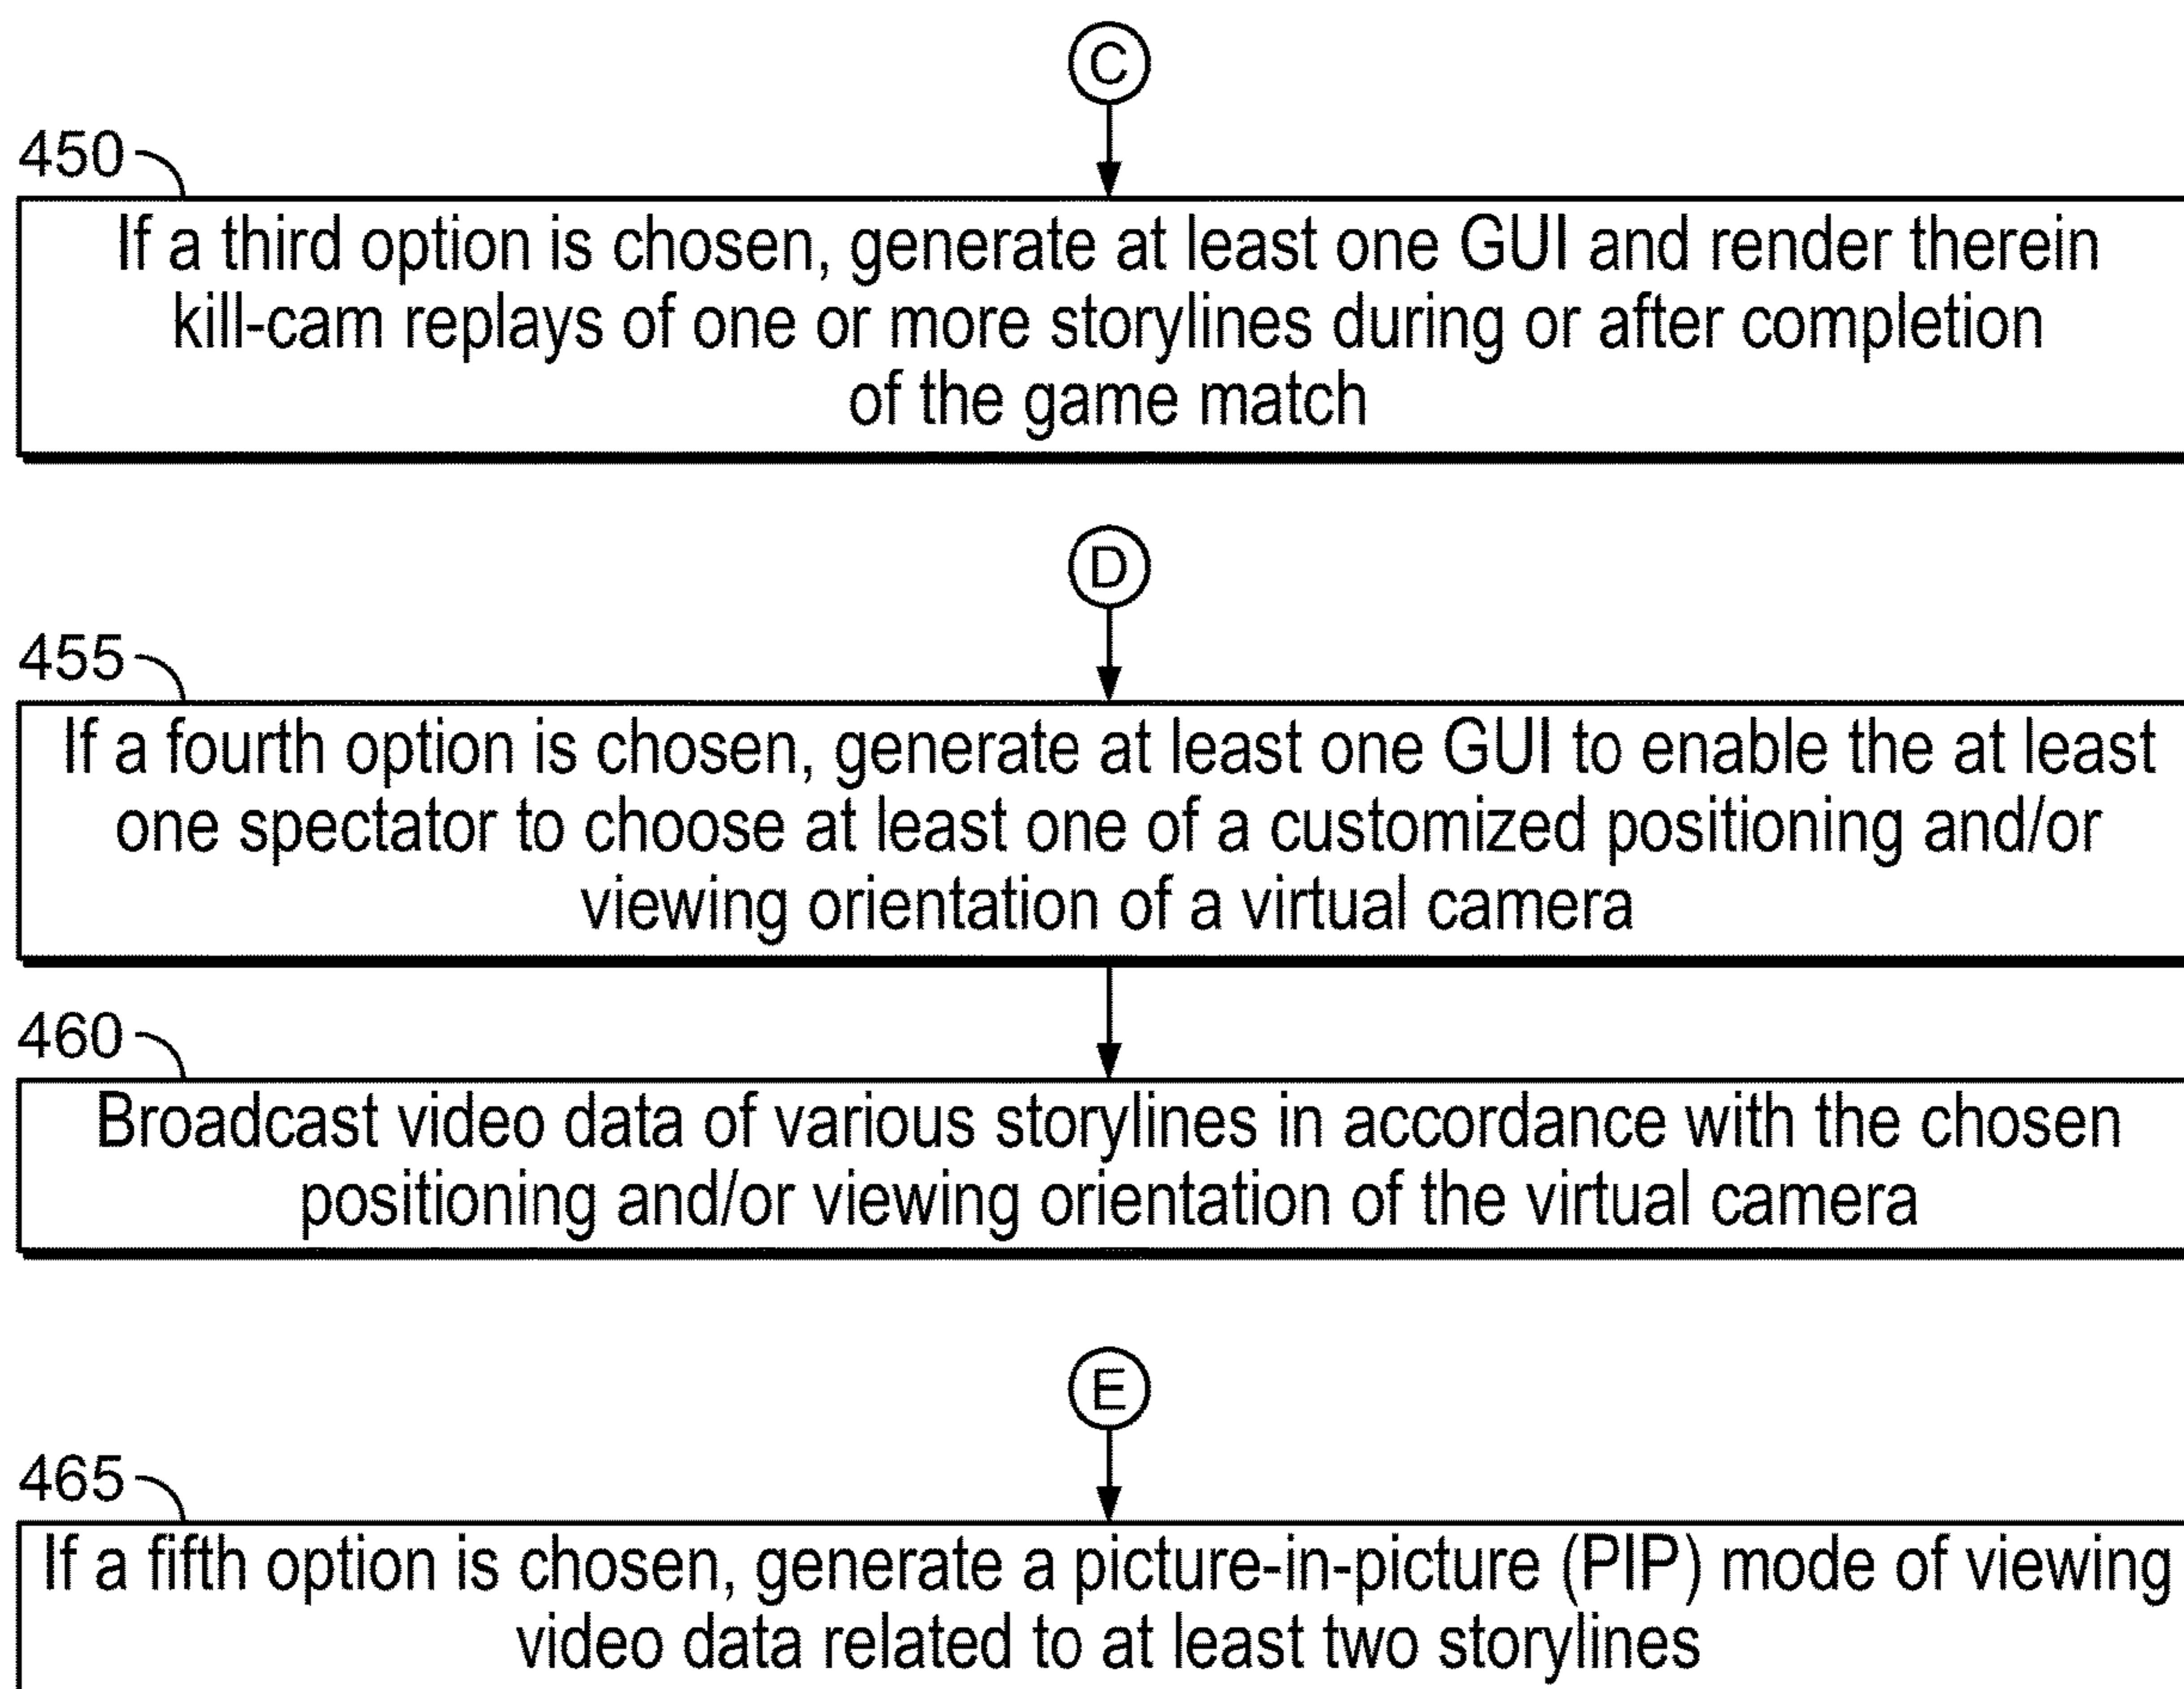 C
450
If a third option is chosen, generate at least one GUI and render therein
kill-cam replays of one or more storylines during or after completion
of the game match
D
455
If a fourth option is chosen, generate at least one GUI to enable the at least
one spectator to choose at least one of a customized positioning and/or
viewing orientation of a virtual camera
460
Broadcast video data of various storylines in accordance with the chosen
positioning and/or viewing orientation of the virtual camera
E
465
If a fifth option is chosen, generate a picture-in-picture (PIP) mode of viewing
video data related to at least two storylines